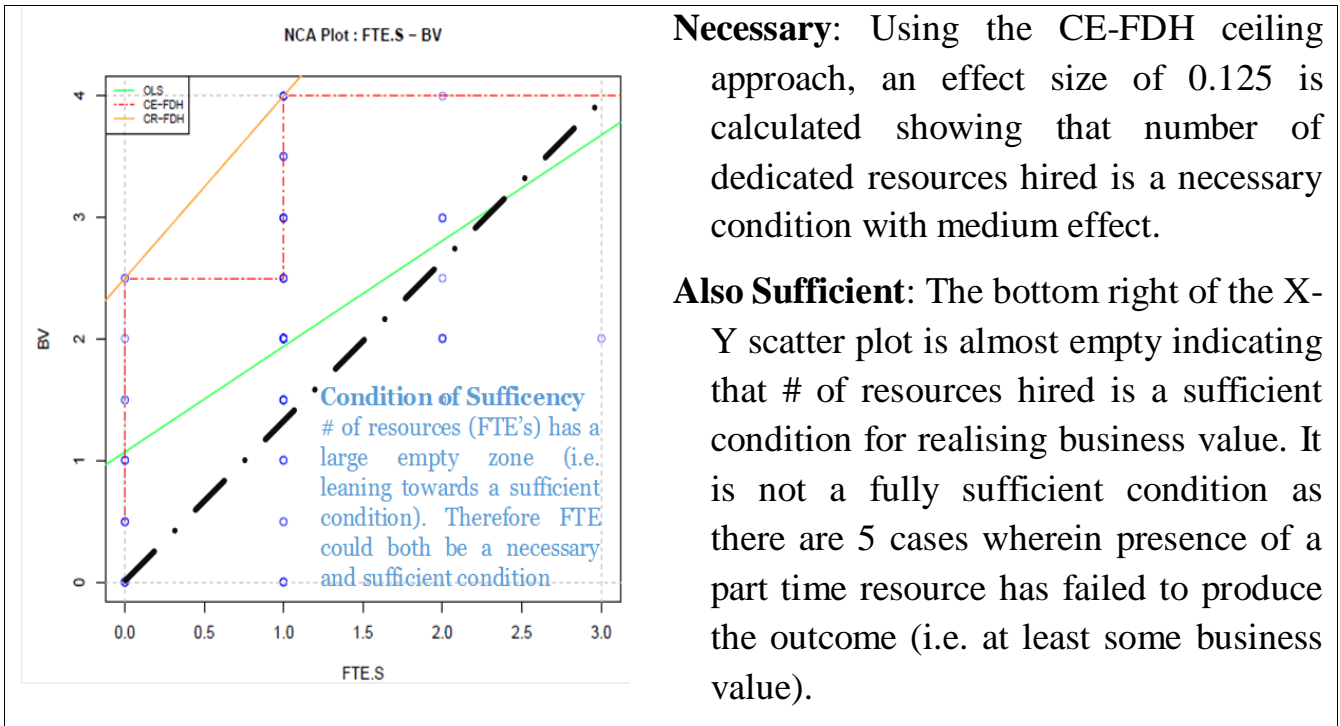 NCA Plot : FTE.S – BV
OLS
CE-FDH
CR-FDH
4
3
2
1
0
BV
0.0 0.5 1.0 1.5 2.0 2.5 3.0
FTE.S
Condition of Sufficency
# of resources (FTE’s) has a
large empty zone (i.e.
leaning towards a sufficient
condition). Therefore FTE
could both be a necessary
and sufficient condition
Necessary: Using the CE-FDH ceiling
approach, an effect size of 0.125 is
calculated showing that number of
dedicated resources hired is a necessary
condition with medium effect.
Also Sufficient: The bottom right of the X-
Y scatter plot is almost empty indicating
that # of resources hired is a sufficient
condition for realising business value. It
is not a fully sufficient condition as
there are 5 cases wherein presence of a
part time resource has failed to produce
the outcome (i.e. at least some business
value).